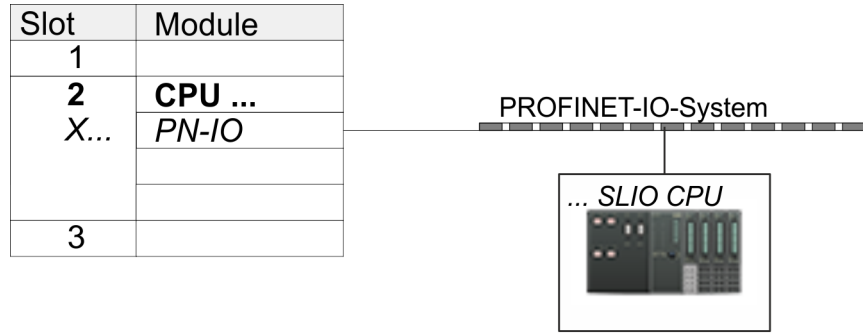 Slot Module
1
2 CPU ...
X... PN-IO
3
PROFINET-IO-System
... SLIO CPU